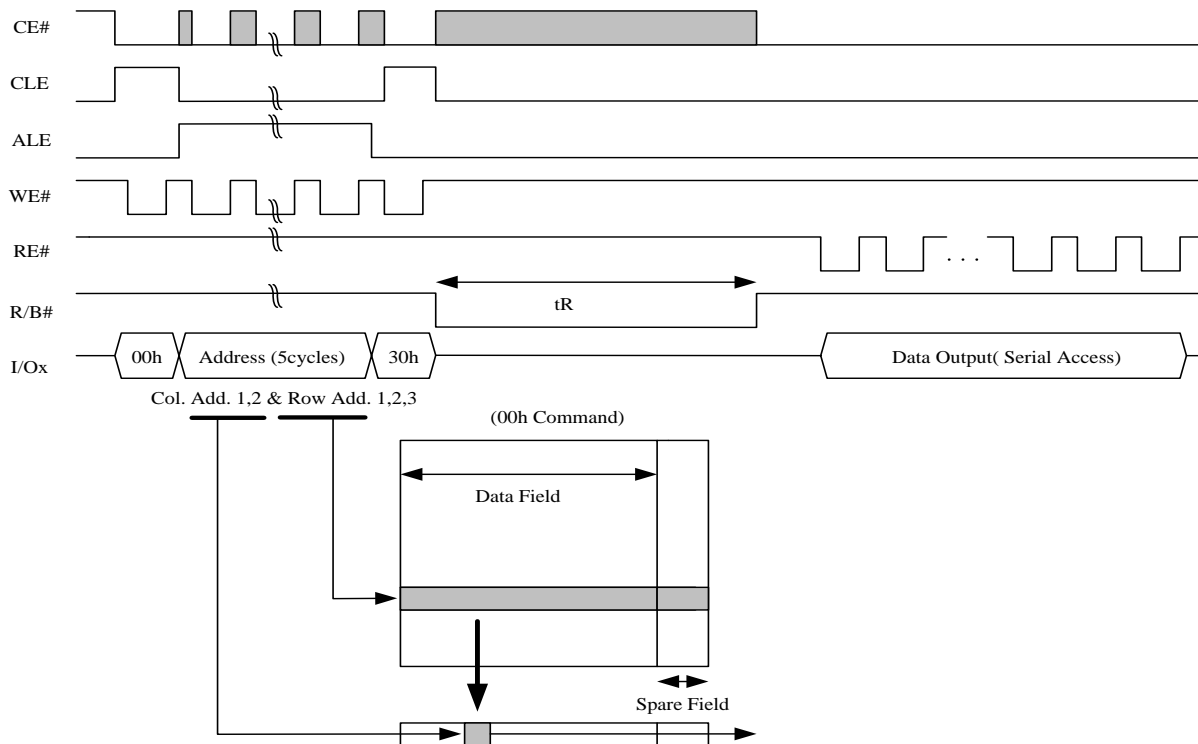 CE#
CLE
ALE
WE#
RE#
. . .
R/B#
tR
I/Ox
00h
Address (5cycles)
30h
Data Output( Serial Access)
Col. Add. 1,2 & Row Add. 1,2,3
(00h Command)
Data Field
Spare Field